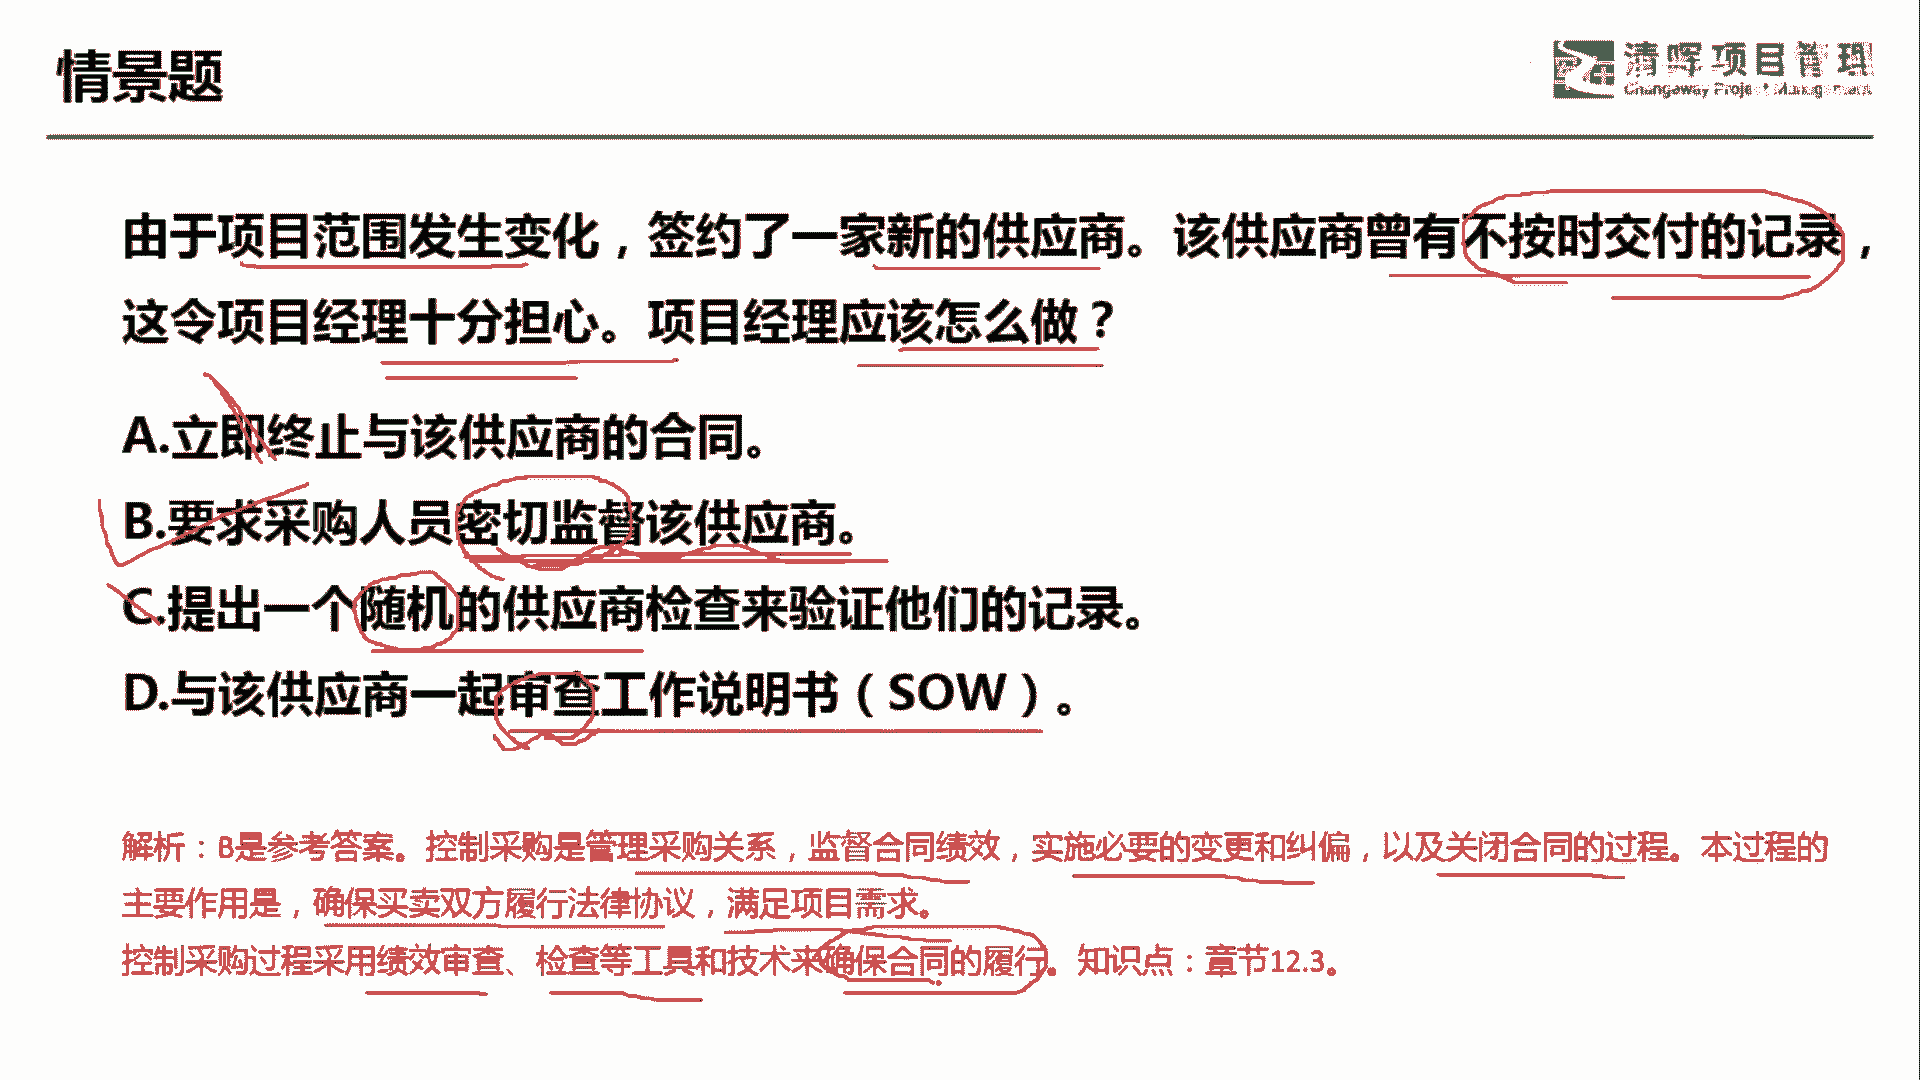 情景题
清晖项目管理
Changeway Project Management
由于项目范围发生变化，签约了一家新的供应商。该供应商曾有不按时交付的记录，
这令项目经理十分担心。项目经理应该怎么做？
A.立即终止与该供应商的合同。
B.要求采购人员密切监督该供应商。
C.提出一个随机的供应商检查来验证他们的记录。
D.与该供应商一起审查工作说明书（SOW）。
解析：B是参考答案。控制采购是管理采购关系，监督合同绩效，实施必要的变更和纠偏，以及关闭合同的过程。本过程的
主要作用是，确保买卖双方履行法律协议，满足项目需求。
控制采购过程采用绩效审查、检查等工具和技术来确保合同的履行。知识点：章节12.3。